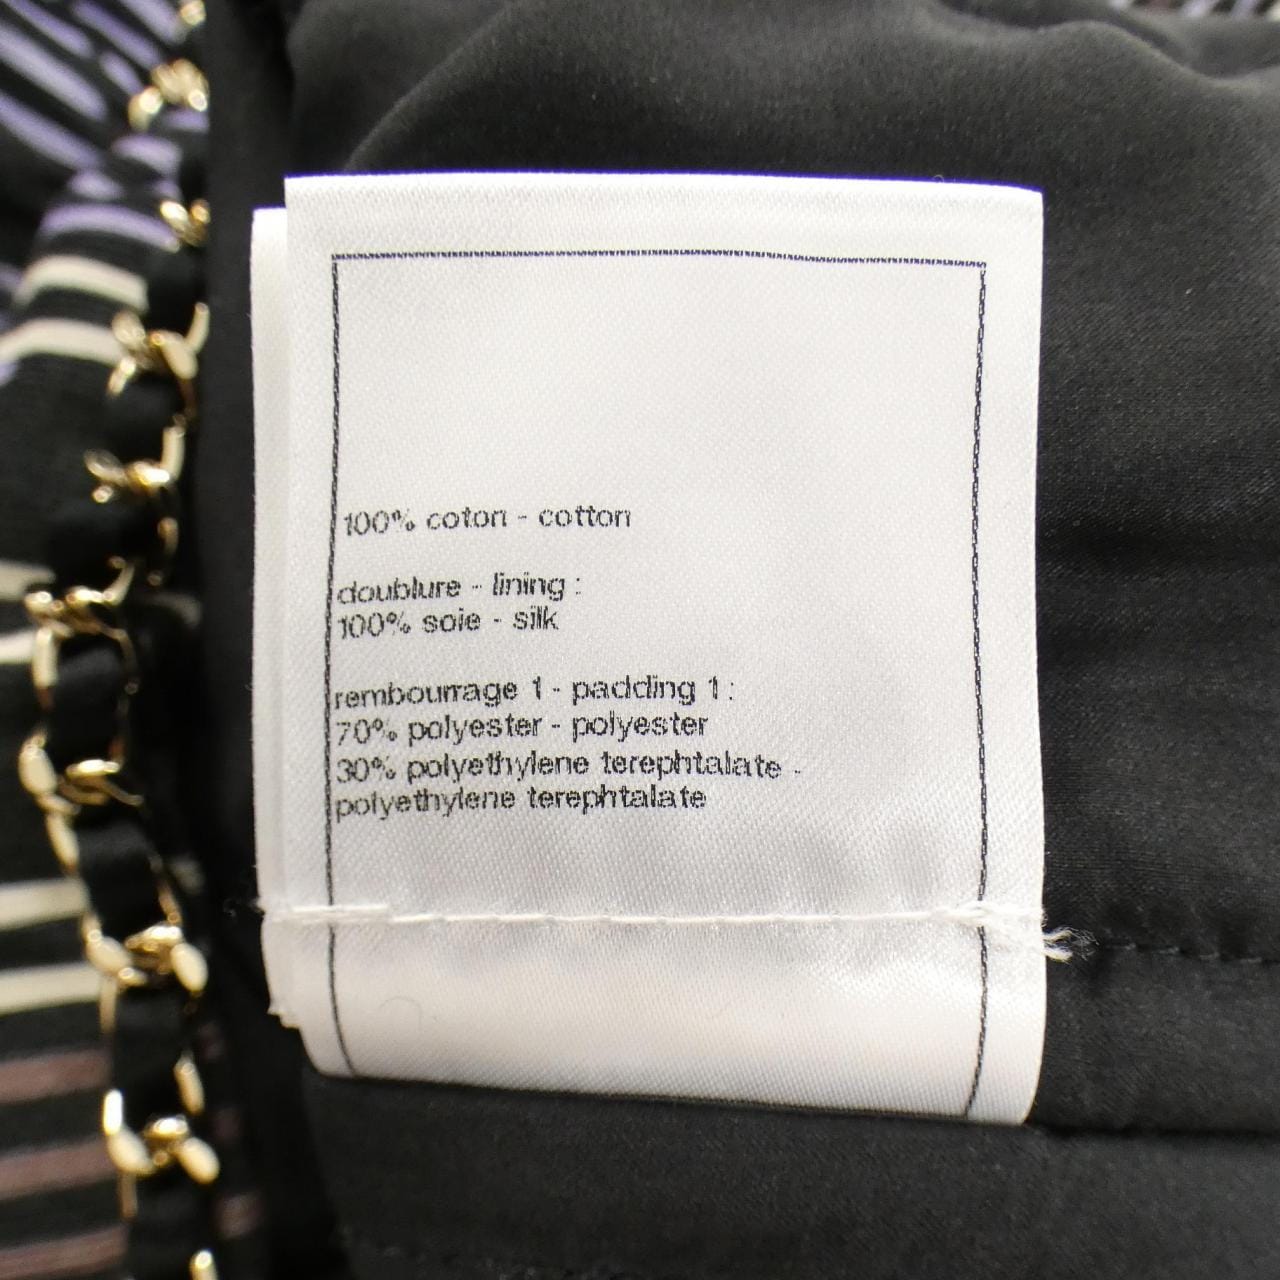 100% coton - cotton
doublure - lining :
100% soie - silk
rembourrage 1 - padding 1 :
70% polyester - polyester
30% polyethylene terephtalate -
polyethylene terephtalate